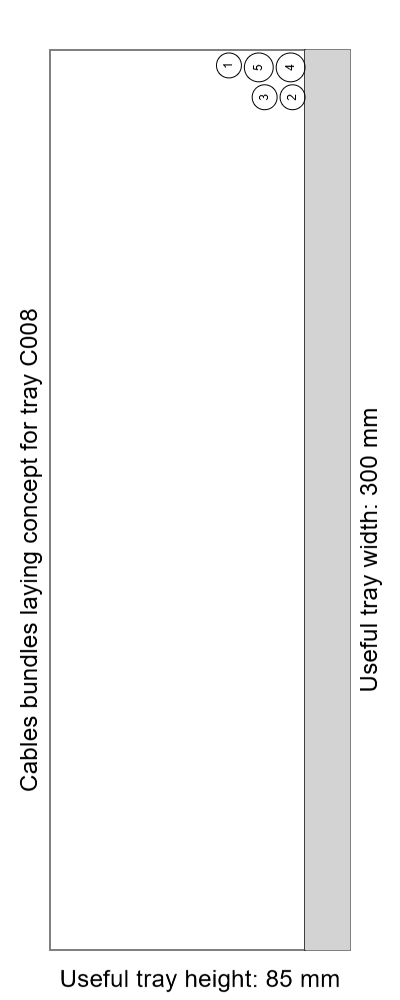 Cables bundles laying concept for tray C008
1 5 4
3 2
Useful tray width: 300 mm
Useful tray height: 85 mm